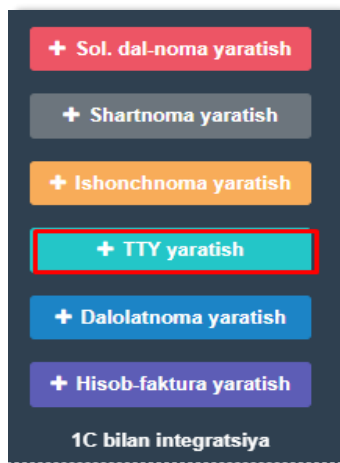 + Sol. dal-noma yaratish
+ Shartnoma yaratish
+ Ishonchnoma yaratish
+ TTY yaratish
+ Dalolatnoma yaratish
+ Hisob-faktura yaratish
1C bilan integratsiya